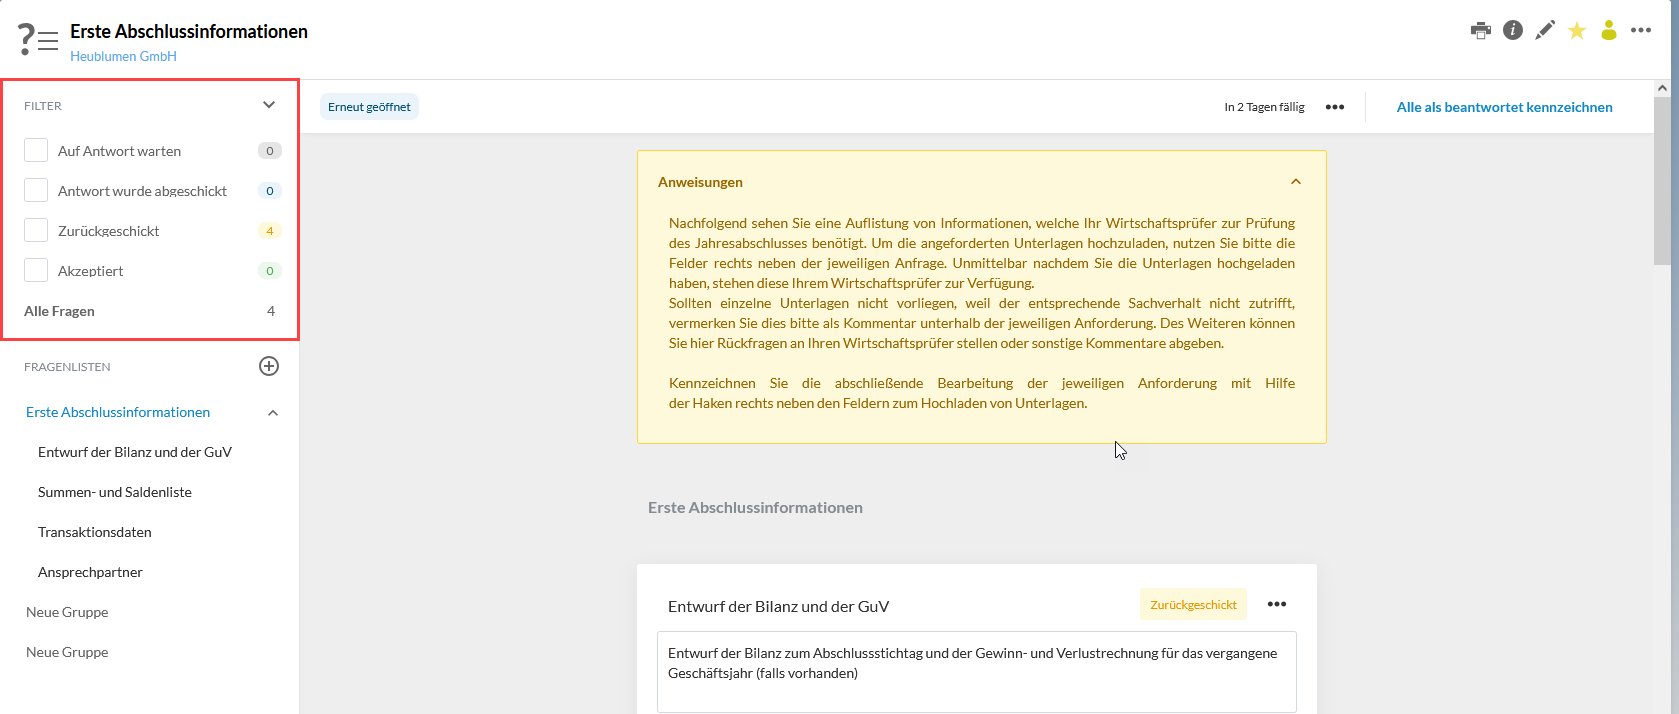 Erste Abschlussinformationen
Heublumen GmbH
FILTER
Auf Antwort warten 0
Antwort wurde abgeschickt 0
Zurückgeschickt 4
Akzeptiert 0
Alle Fragen 4
FRAGENLISTEN
Erste Abschlussinformationen
Entwurf der Bilanz und der GuV
Summen- und Saldenliste
Transaktionsdaten
Ansprechpartner
Neue Gruppe
Neue Gruppe
Erneut geöffnet
In 2 Tagen fällig
Alle als beantwortet kennzeichnen
Anweisungen
Nachfolgend sehen Sie eine Auflistung von Informationen, welche Ihr Wirtschaftsprüfer zur Prüfung
des Jahresabschlusses benötigt. Um die angeforderten Unterlagen hochzuladen, nutzen Sie bitte die
Felder rechts neben der jeweiligen Anfrage. Unmittelbar nachdem Sie die Unterlagen hochgeladen
haben, stehen diese Ihrem Wirtschaftsprüfer zur Verfügung.
Sollten einzelne Unterlagen nicht vorliegen, weil der entsprechende Sachverhalt nicht zutrifft,
vermerken Sie dies bitte als Kommentar unterhalb der jeweiligen Anforderung. Des Weiteren können
Sie hier Rückfragen an Ihren Wirtschaftsprüfer stellen oder sonstige Kommentare abgeben.
Kennzeichnen Sie die abschließende Bearbeitung der jeweiligen Anforderung mit Hilfe
der Haken rechts neben den Feldern zum Hochladen von Unterlagen.
Erste Abschlussinformationen
Entwurf der Bilanz und der GuV
Zurückgeschickt
Entwurf der Bilanz zum Abschlussstichtag und der Gewinn- und Verlustrechnung für das vergangene
Geschäftsjahr (falls vorhanden)